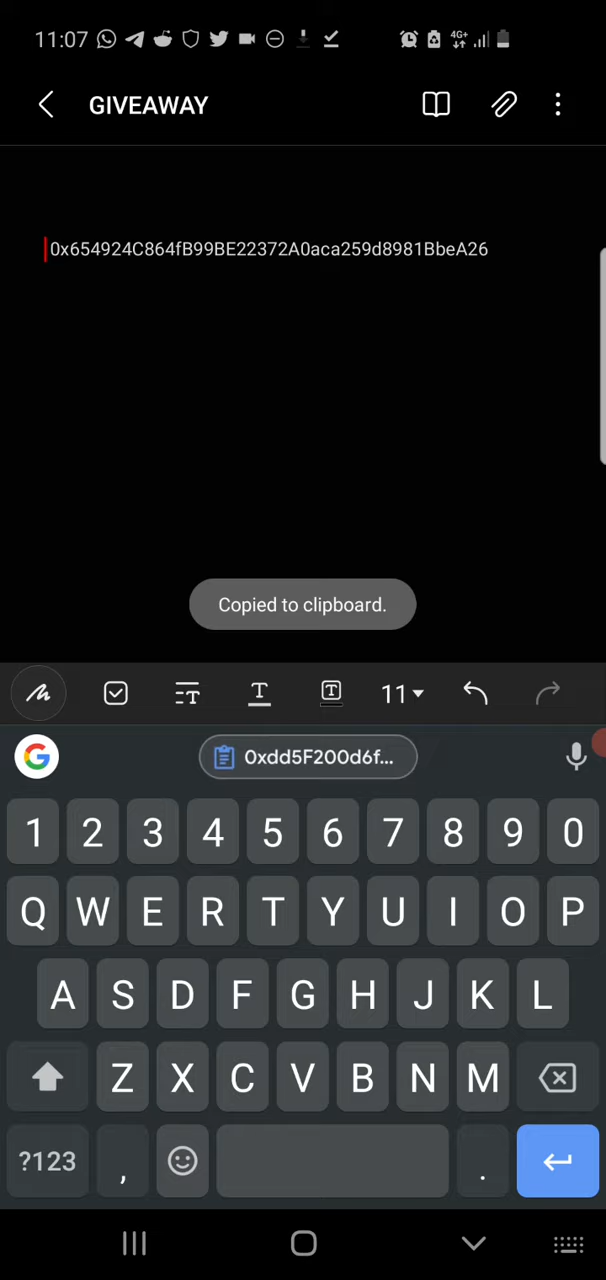 11:07
4G+
GIVEAWAY
0x654924C864fB99BE22372A0aca259d8981BbeA26
Copied to clipboard.
T T T 11
G 0xdd5F200d6f...
1 2 3 4 5 6 7 8 9 0
Q W E R T Y U I O P
A S D F G H J K L
Z X C V B N M
?123 , .